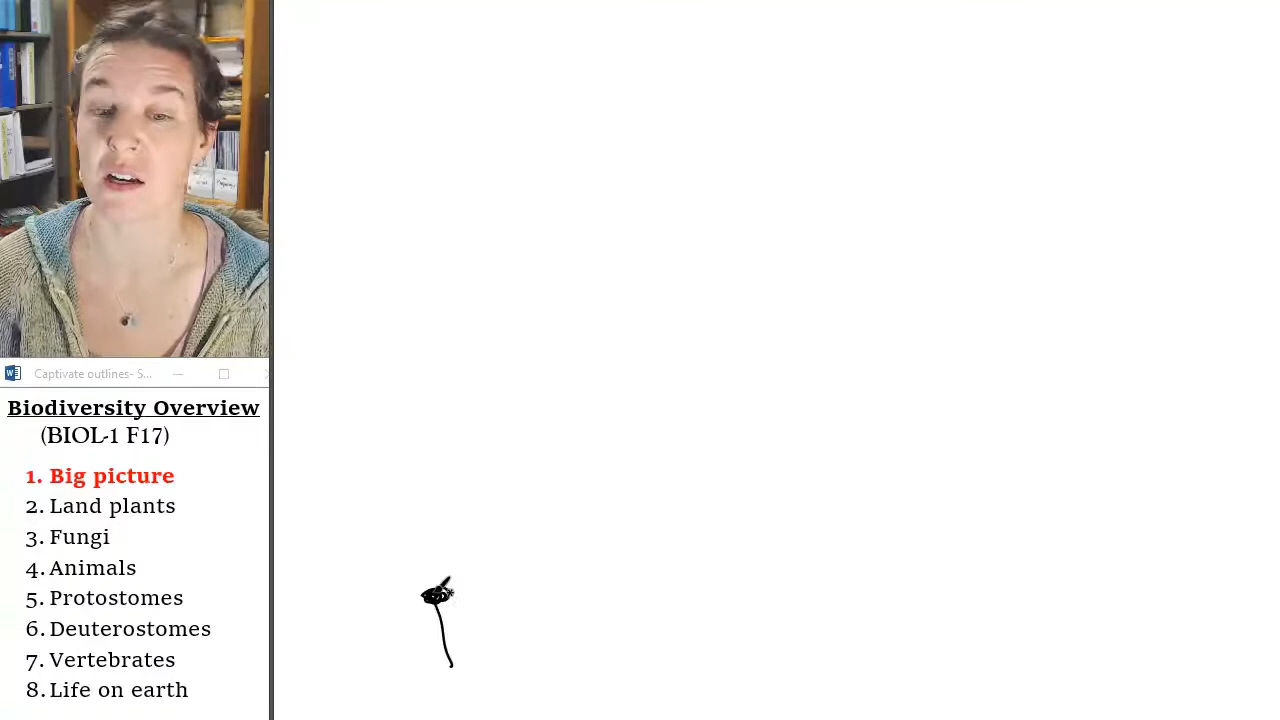 Captivate outlines- S...
Biodiversity Overview
(BIOL-1 F17)
1. Big picture
2. Land plants
3. Fungi
4. Animals
5. Protostomes
6. Deuterostomes
7. Vertebrates
8. Life on earth